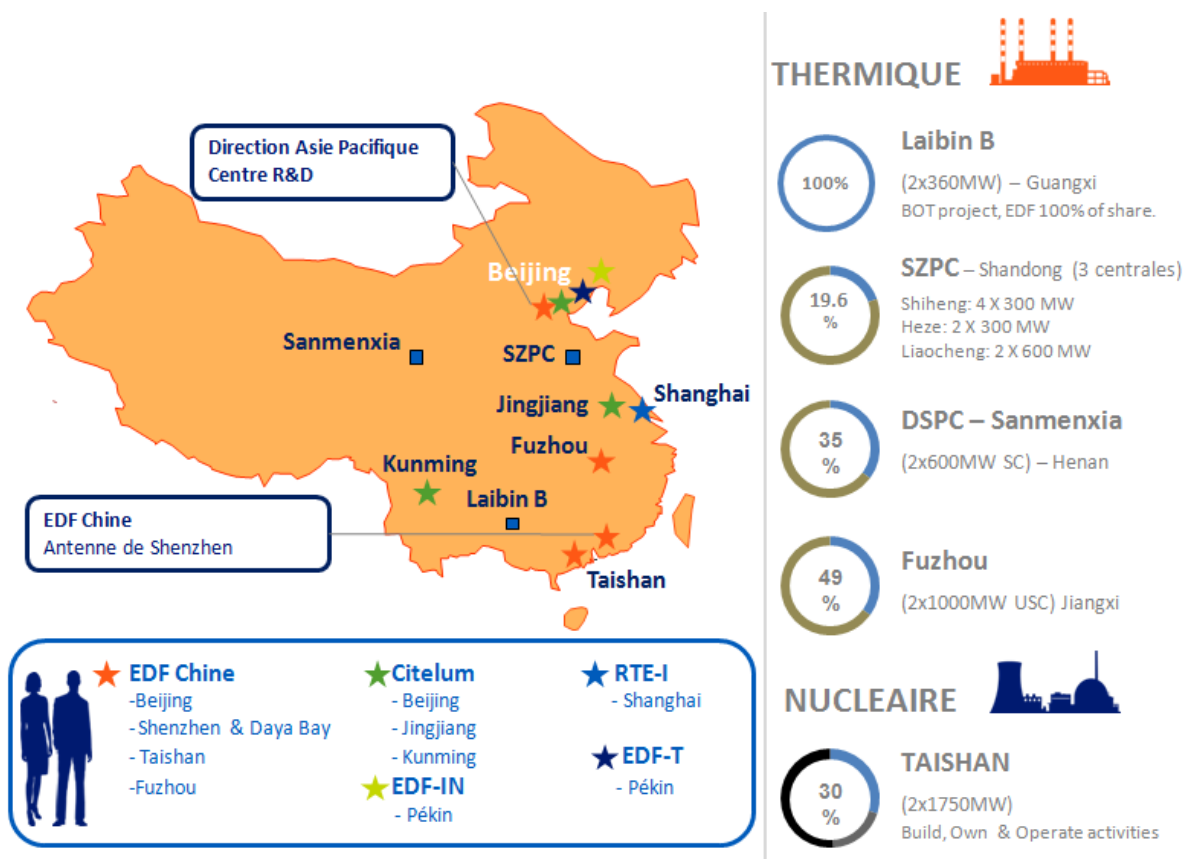 Direction Asie Pacifique
Centre R&D
Beijing
Sanmenxia
SZPC
Jingjiang
Shanghai
Fuzhou
Kunming
Laibin B
EDF Chine
Antenne de Shenzhen
Taishan
EDF Chine
-Beijing
-Shenzhen & Daya Bay
- Taishan
-Fuzhou
Citelum
- Beijing
- Jingjiang
- Kunming
EDF-IN
- Pékin
RTE-I
- Shanghai
EDF-T
- Pékin
THERMIQUE
100%
Laibin B
(2x360MW) – Guangxi
BOT project, EDF 100% of share.
19.6
%
SZPC – Shandong (3 centrales)
Shiheng: 4 X 300 MW
Heze: 2 X 300 MW
Liaocheng: 2 X 600 MW
35
%
DSPC – Sanmenxia
(2x600MW SC) – Henan
49
%
Fuzhou
(2x1000MW USC) Jiangxi
NUCLEAIRE
30
%
TAISHAN
(2x1750MW)
Build, Own & Operate activities